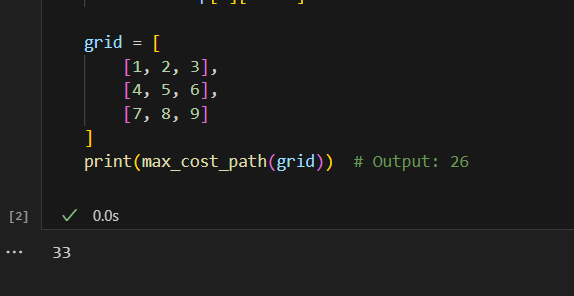 grid = [
    [1, 2, 3],
    [4, 5, 6],
    [7, 8, 9]
]
print(max_cost_path(grid))  # Output: 26
[2]
0.0s
... 33